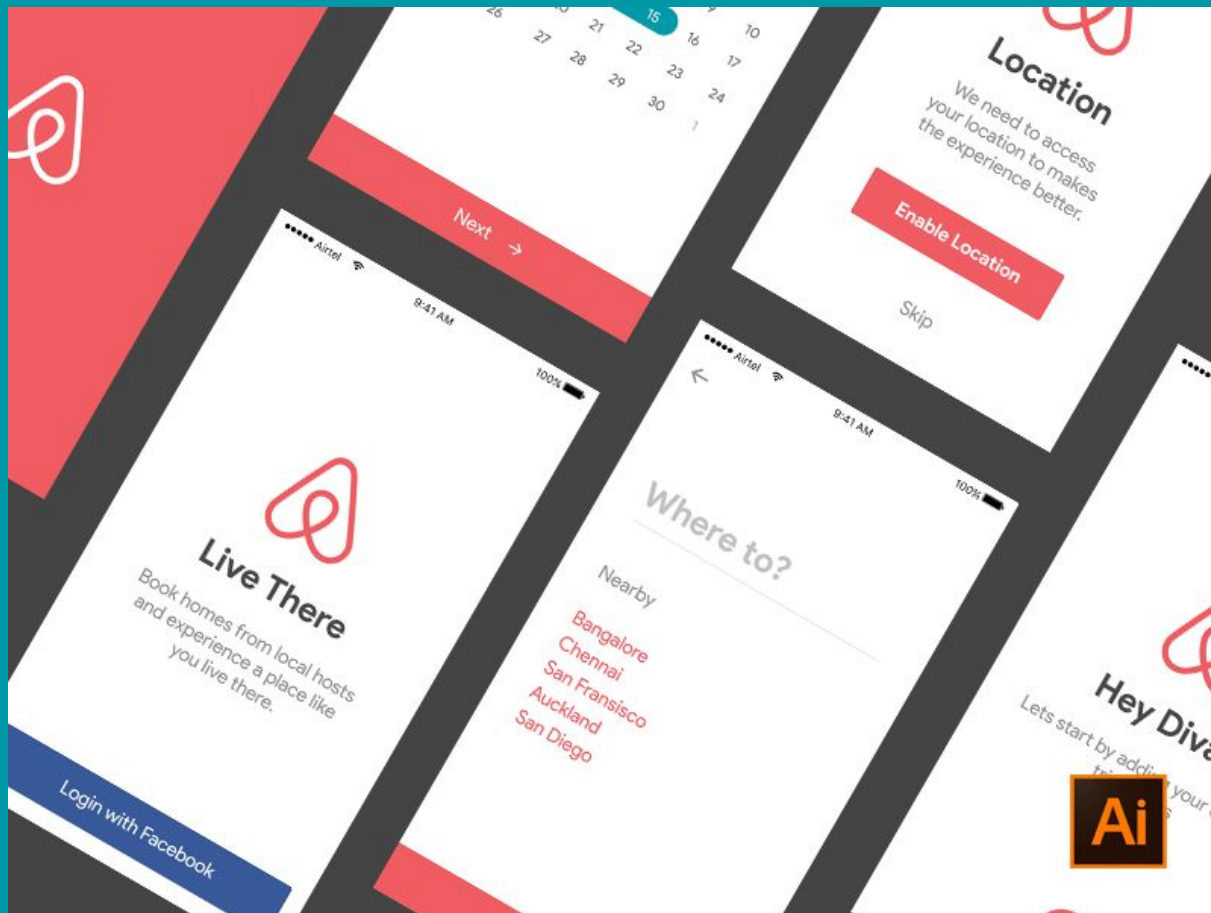 15
16
17
10
26
21
22
23
24
27
28
29
30
1
Next →
Location
We need to access
your location to makes
the experience better.
Enable Location
Skip
Airtel
9:41 AM
100%
Live There
Book homes from local hosts
and experience a place like
you live there.
Login with Facebook
Airtel
9:41 AM
100%
Where to?
Nearby
Bangalore
Chennai
San Fransisco
Auckland
San Diego
Hey
Lets start by adding your
Ai